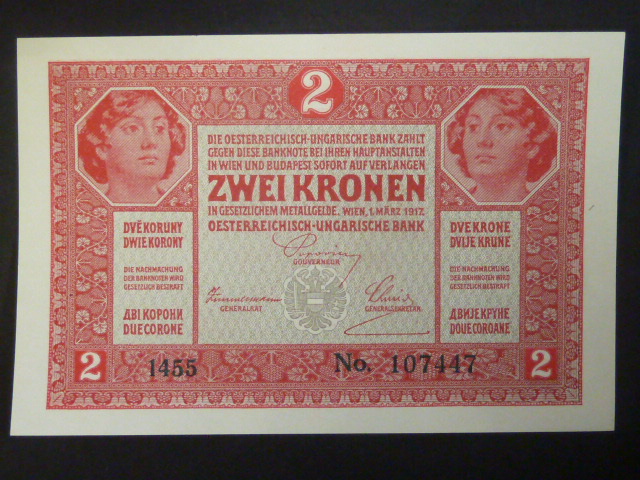 2
DIE OESTERREICHISCH-UNGARISCHE BANK ZAHLT
GEGEN DIESE BANKNOTE BEI IHREN HAUPTANSTALTEN
IN WIEN UND BUDAPEST SOFORT AUF VERLANGEN
ZWEI KRONEN
IN GESETZLICHEM METALLGELDE. WIEN, 1. MÄRZ 1917.
OESTERREICHISCH-UNGARISCHE BANK
GOUVERNEUR
GENERALRAT
GENERALSEKRETÄR
DVĚ KORUNY
DWIE KORONY
DIE NACHMACHUNG
DER BANKNOTEN WIRD
GESETZLICH BESTRAFT
ДВІ КОРОНИ
DUE CORONE
DVE KRONE
DVIJE KRUNE
DIE NACHMACHUNG
DER BANKNOTEN WIRD
GESETZLICH BESTRAFT
ДВИЈЕ КРУНЕ
DOUE COROANE
2
1455
No. 107447
2